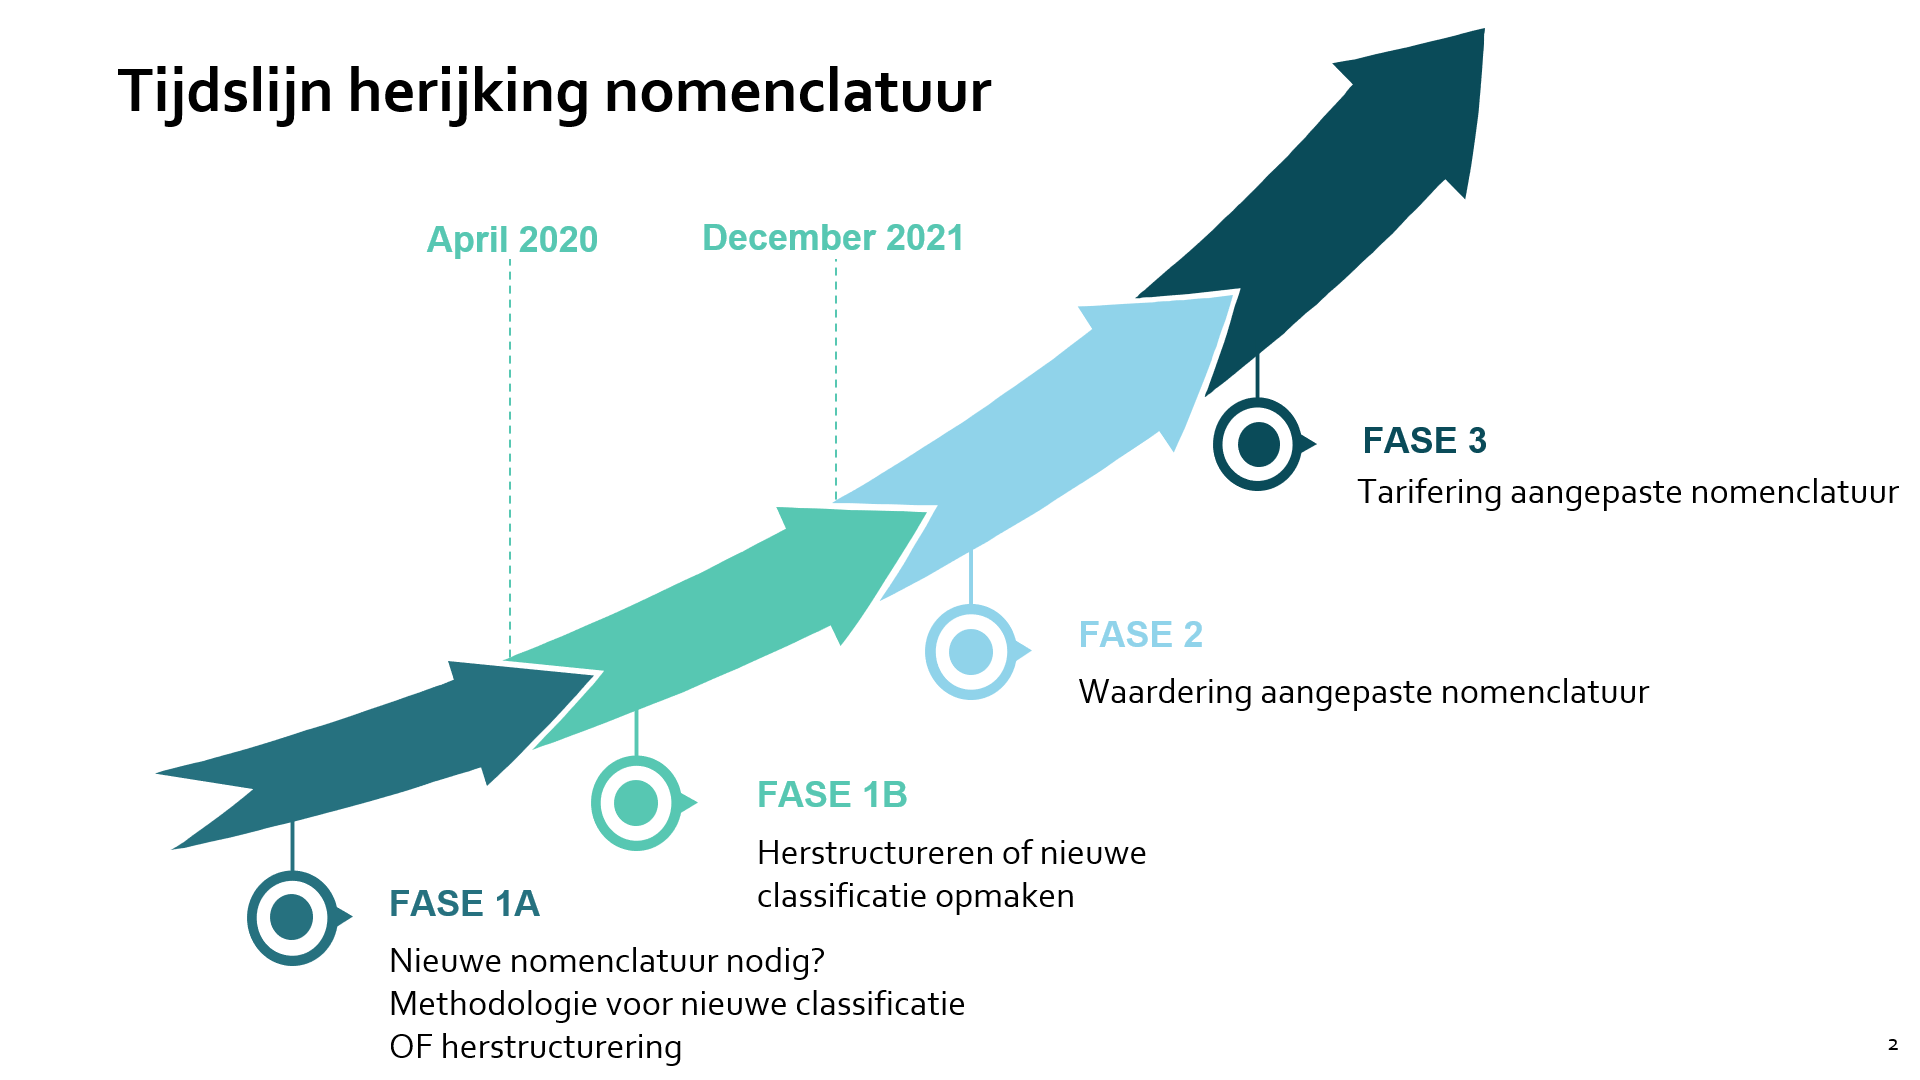 Tijdslijn herijking nomenclatuur
April 2020
December 2021
FASE 3
Tarifering aangepaste nomenclatuur
FASE 2
Waardering aangepaste nomenclatuur
FASE 1B
Herstructureren of nieuwe
classificatie opmaken
FASE 1A
Nieuwe nomenclatuur nodig?
Methodologie voor nieuwe classificatie
OF herstructurering
2